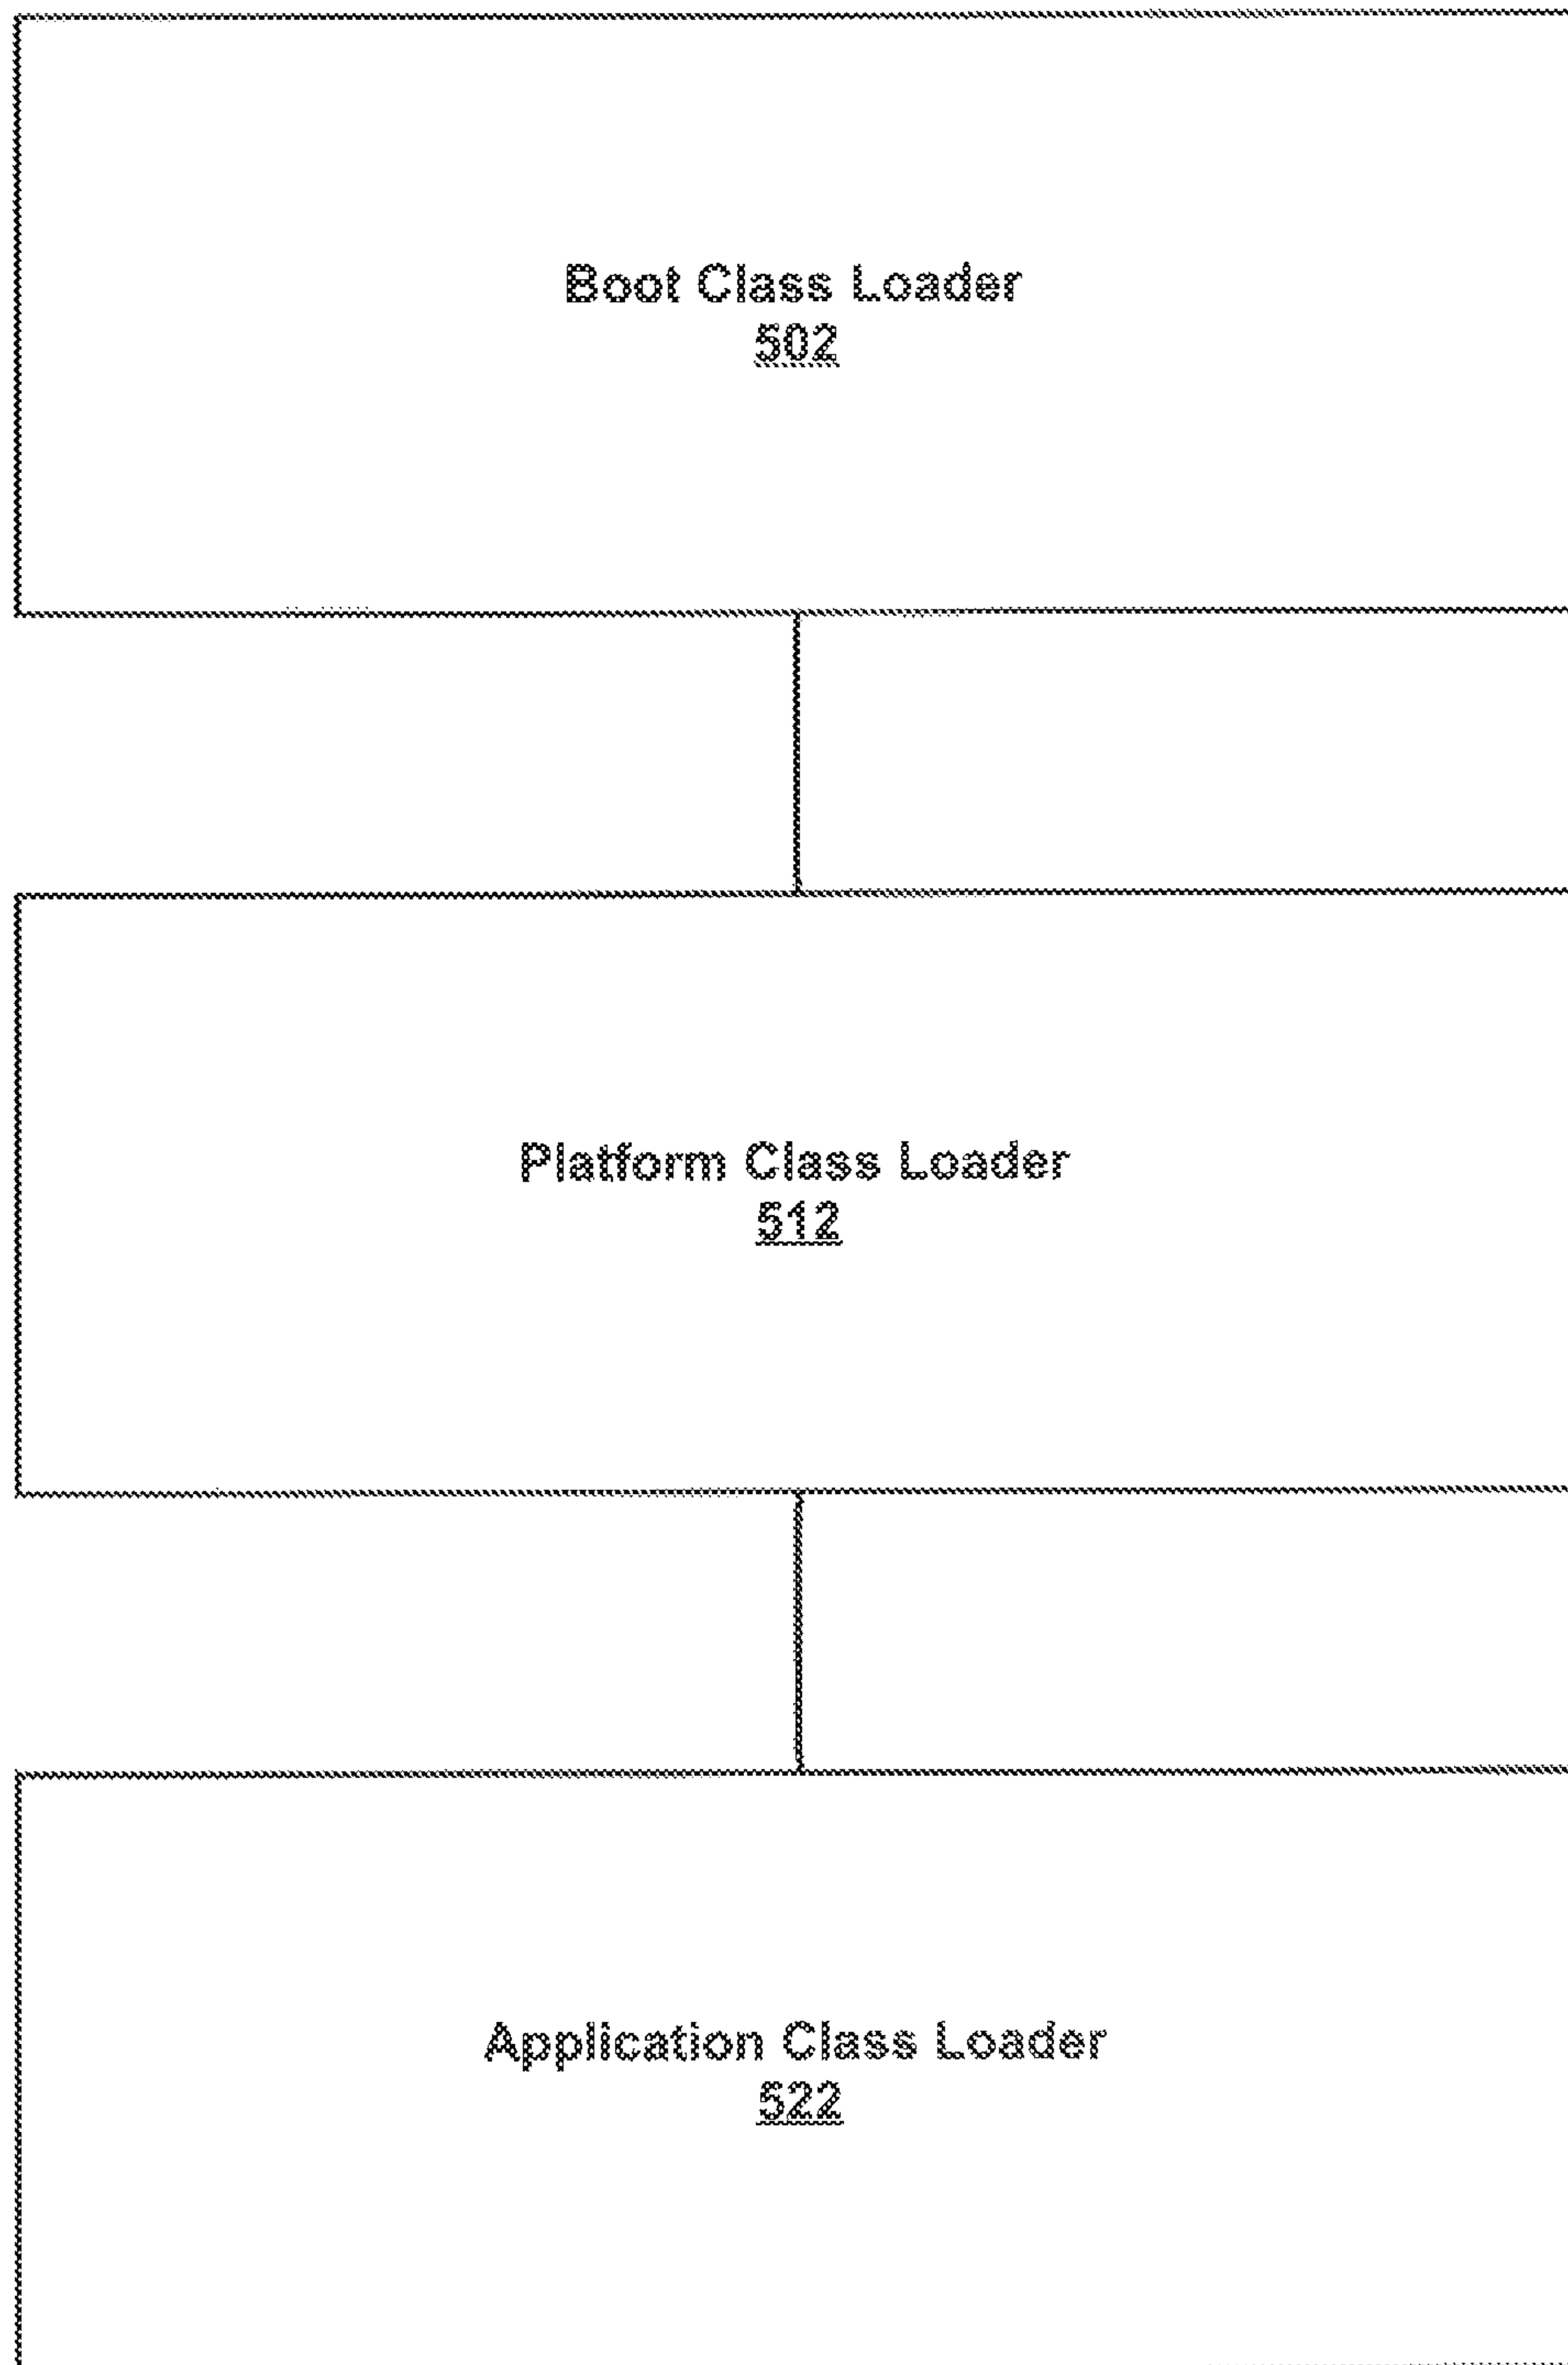 Boot Class Loader
502
Platform Class Loader
512
Application Class Loader
522